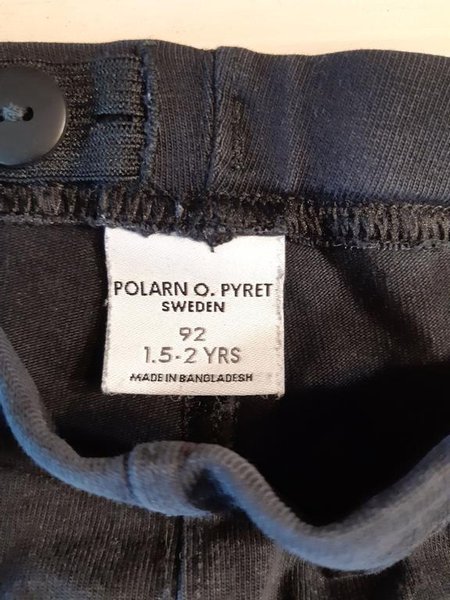 POLARN O. PYRET
SWEDEN
92
1.5-2 YRS
MADE IN BANGLADESH